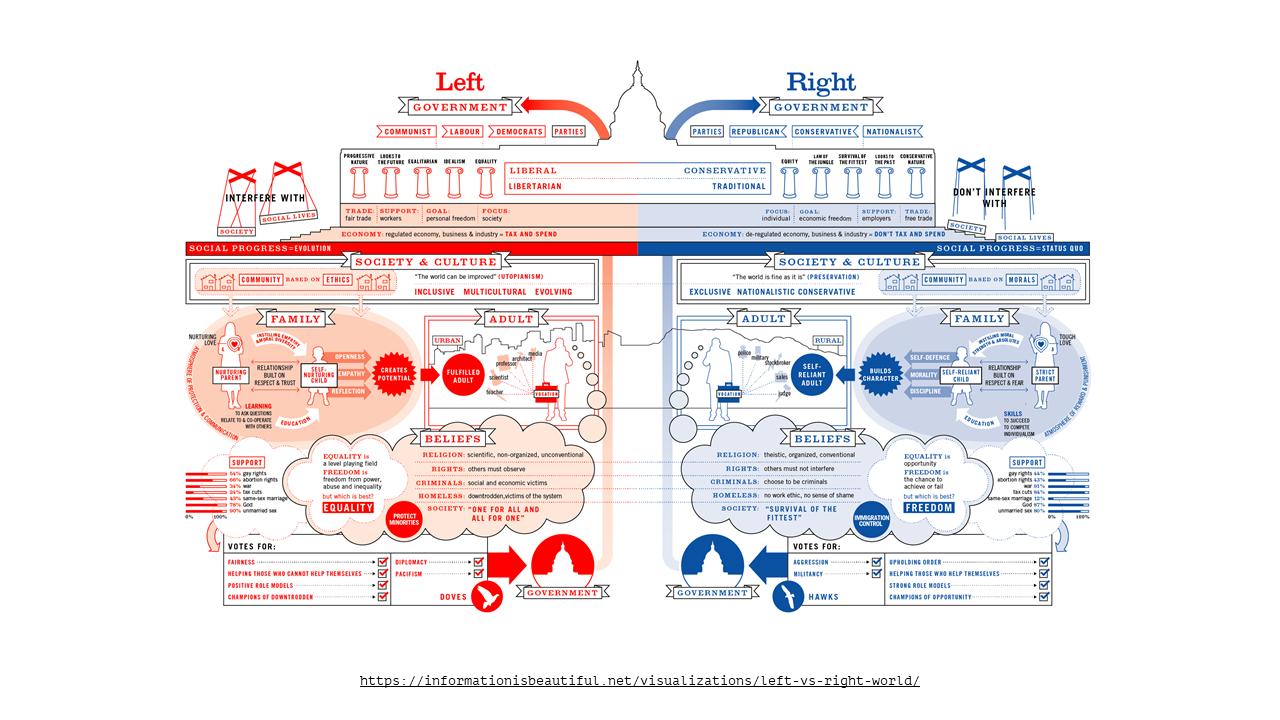 Left
Right
GOVERNMENT
GOVERNMENT
COMMUNIST
LABOUR
DEMOCRATS
PARTIES
PARTIES
REPUBLICAN
CONSERVATIVE
NATIONALIST
PROGRESSIVE NATURE
LOOKS TO THE FUTURE
EGALITARIAN
IDEALISM
EQUALITY
LIBERAL
CONSERVATIVE
LIBERTARIAN
TRADITIONAL
EQUITY
LAW OF THE JUNGLE
SURVIVAL OF THE FITTEST
LOOKS TO THE PAST
CONSERVATIVE NATURE
INTERFERE WITH
SOCIETY
SOCIAL LIVES
DON'T INTERFERE
WITH
SOCIETY
SOCIAL LIVES
TRADE: fair trade
SUPPORT: workers
GOAL: personal freedom
FOCUS: society
FOCUS: individual
GOAL: economic freedom
SUPPORT: employers
TRADE: free trade
ECONOMY: regulated economy, business & industry = TAX AND SPEND
ECONOMY: de-regulated economy, business & industry = DON'T TAX AND SPEND
SOCIAL PROGRESS=EVOLUTION
SOCIAL PROGRESS=STATUS QUO
SOCIETY & CULTURE
SOCIETY & CULTURE
COMMUNITY BASED ON ETHICS
"The world can be improved" (UTOPIANISM)
INCLUSIVE MULTICULTURAL EVOLVING
"The world is fine as it is" (PRESERVATION)
EXCLUSIVE NATIONALISTIC CONSERVATIVE
COMMUNITY BASED ON MORALS
FAMILY
ADULT
ADULT
FAMILY
NURTURING
LOVE
INSTILLING EMPATHY
& MORAL DIVERSITY
NURTURING
PARENT
RELATIONSHIP
BUILT ON
RESPECT & TRUST
SELF-
NURTURING
CHILD
OPENNESS
EMPATHY
REFLECTION
CREATES
POTENTIAL
LEARNING
TO ASK QUESTIONS
RELATE TO & CO-OPERATE
WITH OTHERS
EDUCATION
ATMOSPHERE OF PROTECTION & COMMUNICATION
URBAN
FULFILLED
ADULT
media
architect
professor
scientist
teacher
VOCATION
RURAL
police
military
stockbroker
sales
judge
VOCATION
SELF-
RELIANT
ADULT
BUILDS
CHARACTER
SELF-DEFENCE
MORALITY
DISCIPLINE
INSTILLING MORAL
STRENGTH & ABSOLUTES
SELF-RELIANT
CHILD
RELATIONSHIP
BUILT ON
RESPECT & FEAR
TOUGH
LOVE
STRICT
PARENT
EDUCATION
SKILLS
TO SUCCEED
TO COMPETE
INDIVIDUALISM
ATMOSPHERE OF REWARD & PUNISHMENT
BELIEFS
BELIEFS
RELIGION: scientific, non-organized, unconventional
RIGHTS: others must observe
CRIMINALS: social and economic victims
HOMELESS: downtrodden, victims of the system
SOCIETY: "ONE FOR ALL AND
ALL FOR ONE"
RELIGION: theistic, organized, conventional
RIGHTS: others must not interfere
CRIMINALS: choose to be criminals
HOMELESS: no work ethic, no sense of shame
SOCIETY: "SURVIVAL OF THE
FITTEST"
EQUALITY is
a level playing field
FREEDOM is
freedom from power,
abuse and inequality
but which is best?
EQUALITY
PROTECT
MINORITIES
EQUALITY is
opportunity
FREEDOM is
the chance to
achieve or fail
but which is best?
FREEDOM
IMMIGRATION
CONTROL
SUPPORT
gay rights
abortion rights
war
tax cuts
same-sex marriage
God
unmarried sex
0% 100%
SUPPORT
gay rights
abortion rights
war
tax cuts
same-sex marriage
God
unmarried sex
0% 100%
VOTES FOR:
FAIRNESS
HELPING THOSE WHO CANNOT HELP THEMSELVES
POSITIVE ROLE MODELS
CHAMPIONS OF DOWNTRODDEN
DIPLOMACY
PACIFISM
DOVES
GOVERNMENT
GOVERNMENT
VOTES FOR:
AGGRESSION
MILITANCY
HAWKS
UPHOLDING ORDER
HELPING THOSE WHO HELP THEMSELVES
STRONG ROLE MODELS
CHAMPIONS OF OPPORTUNITY
https://informationisbeautiful.net/visualizations/left-vs-right-world/